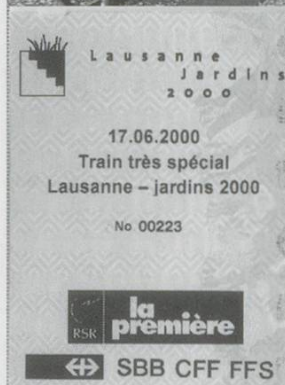 Lausanne
Jardins
2000
17.06.2000
Train très spécial
Lausanne – jardins 2000
No 00223
RSR
la
première
SBB CFF FFS